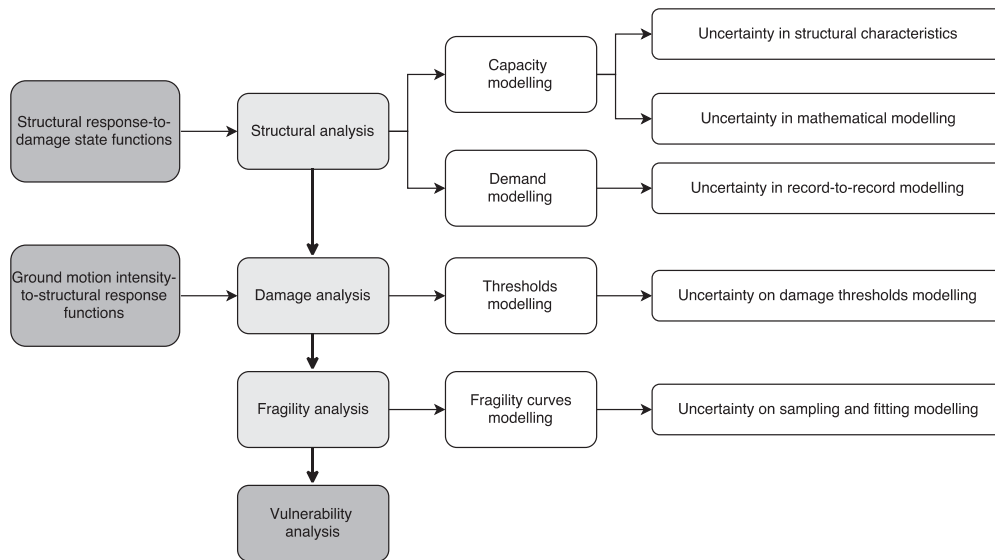 Uncertainty in structural characteristics
Capacity
modelling
Structural response-to-
damage state functions
Structural analysis
Uncertainty in mathematical modelling
Demand
modelling
Uncertainty in record-to-record modelling
Ground motion intensity-
to-structural response
functions
Damage analysis
Thresholds
modelling
Uncertainty on damage thresholds modelling
Fragility analysis
Fragility curves
modelling
Uncertainty on sampling and fitting modelling
Vulnerability
analysis